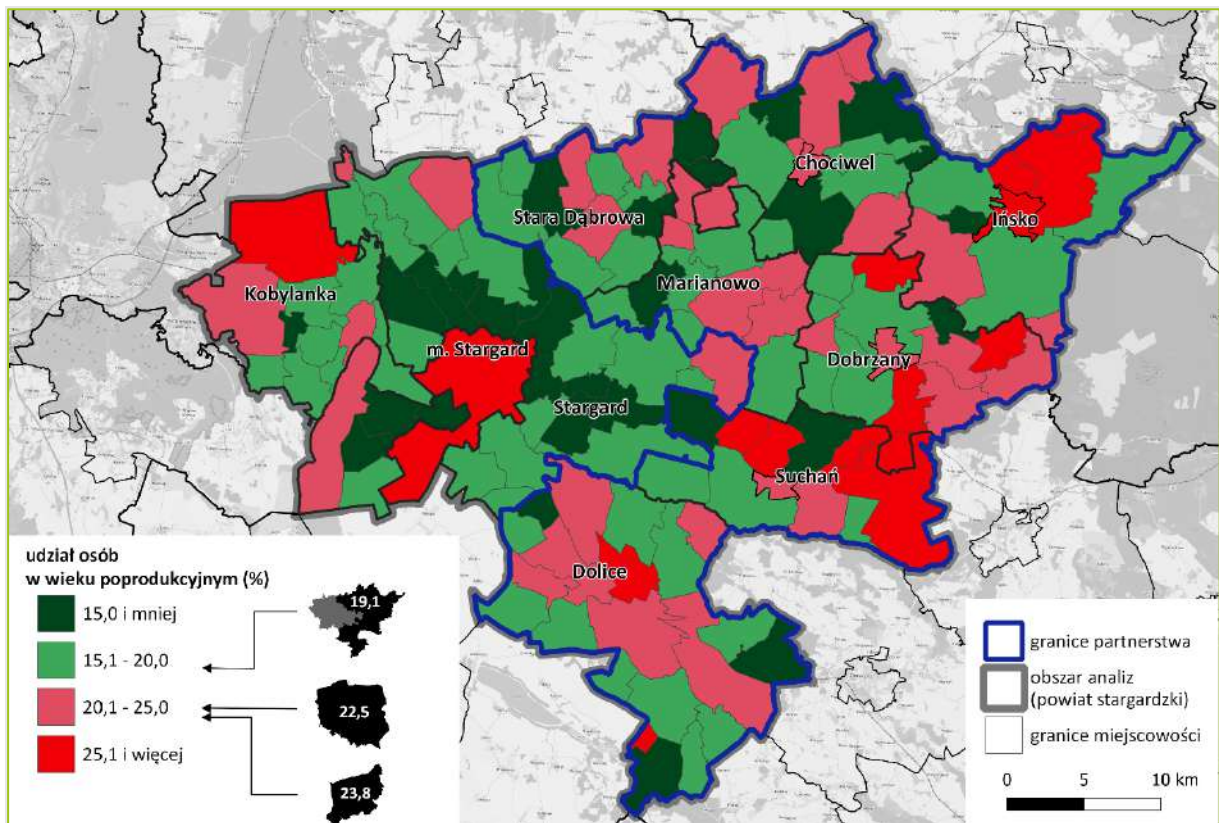 Chociwel
Ińsko
Stara Dąbrowa
Marianowo
Kobylanka
m. Stargard
Dobrzany
Stargard
Suchań
Dolice
udział osób
w wieku poprodukcyjnym (%)
15,0 i mniej
15,1 - 20,0
20,1 - 25,0
25,1 i więcej
19,1
22,5
23,8
granice partnerstwa
obszar analiz
(powiat stargardzki)
granice miejscowości
0 5 10 km